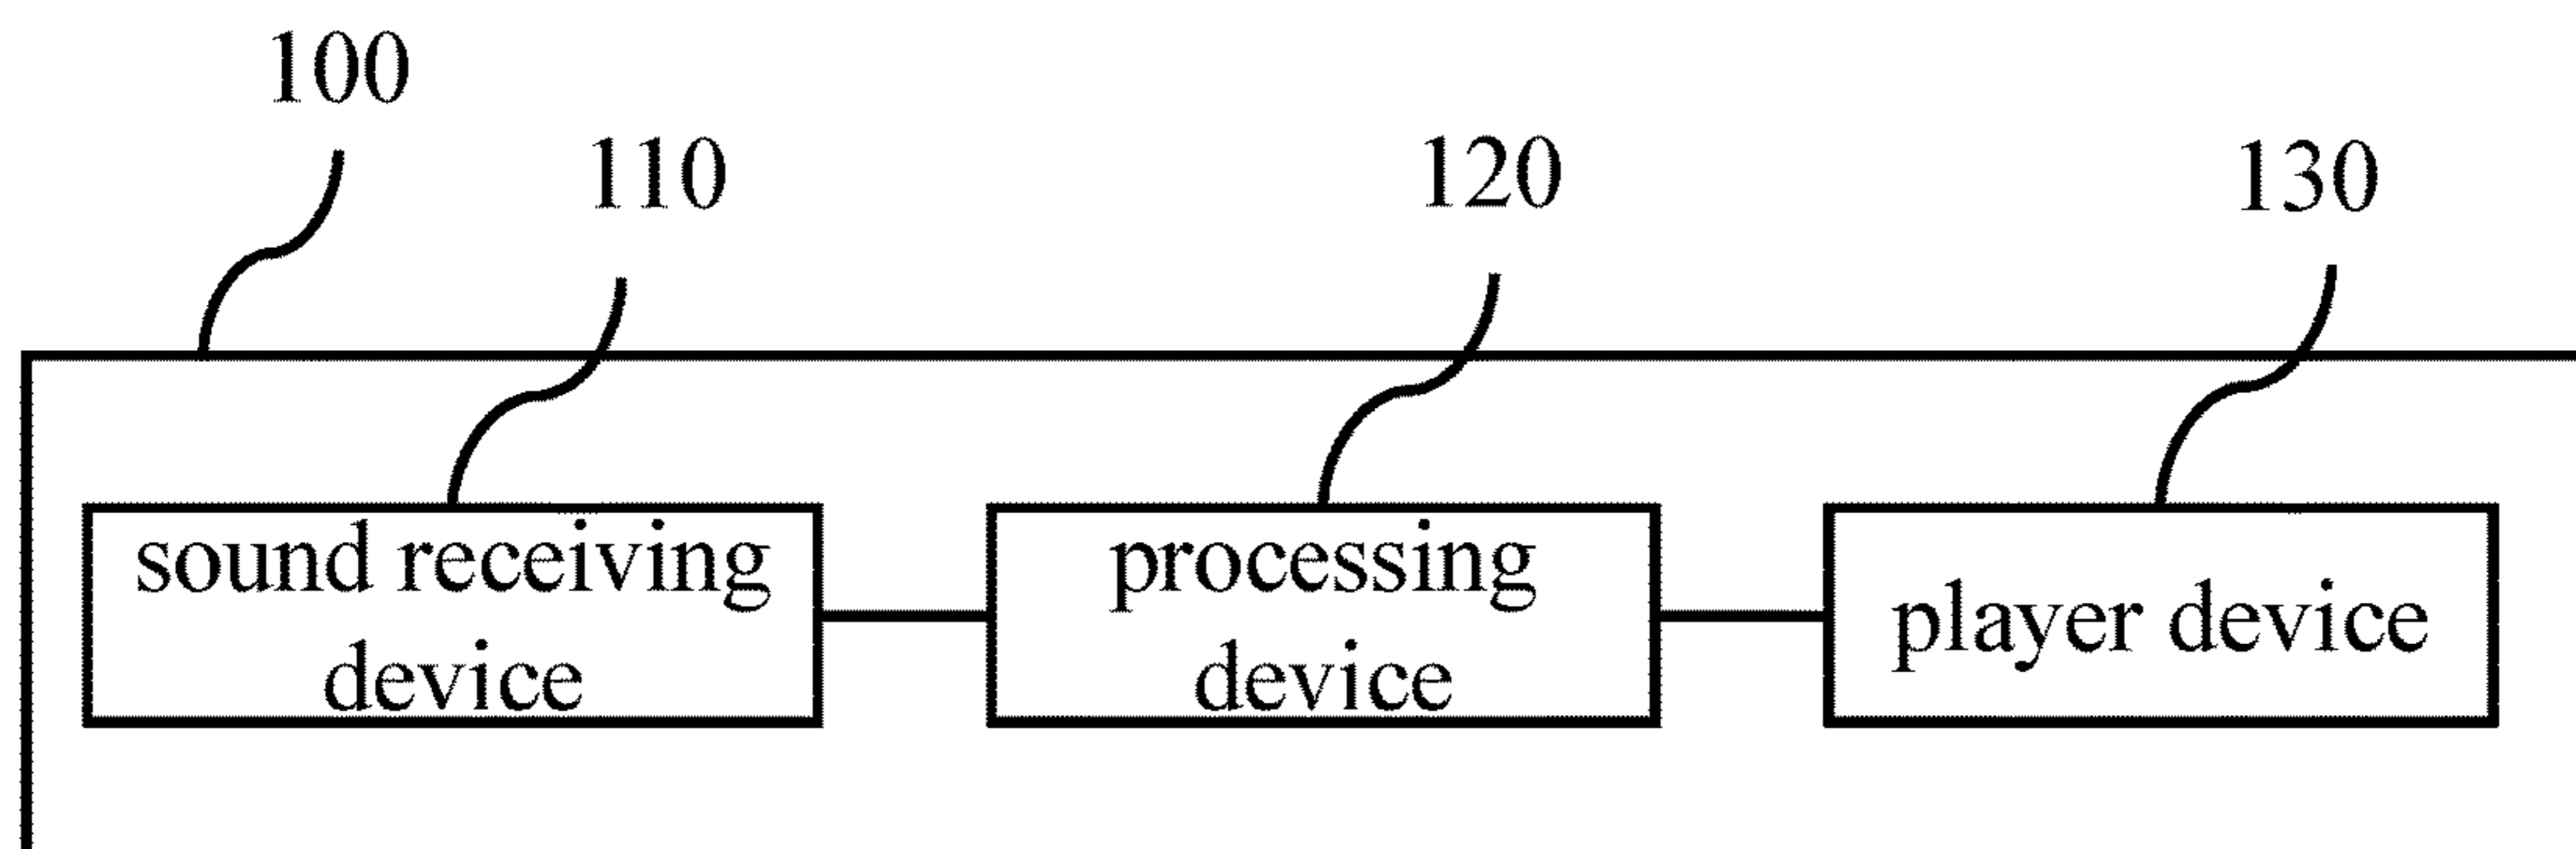 100
110
120
130
sound receiving
device
processing
device
player device